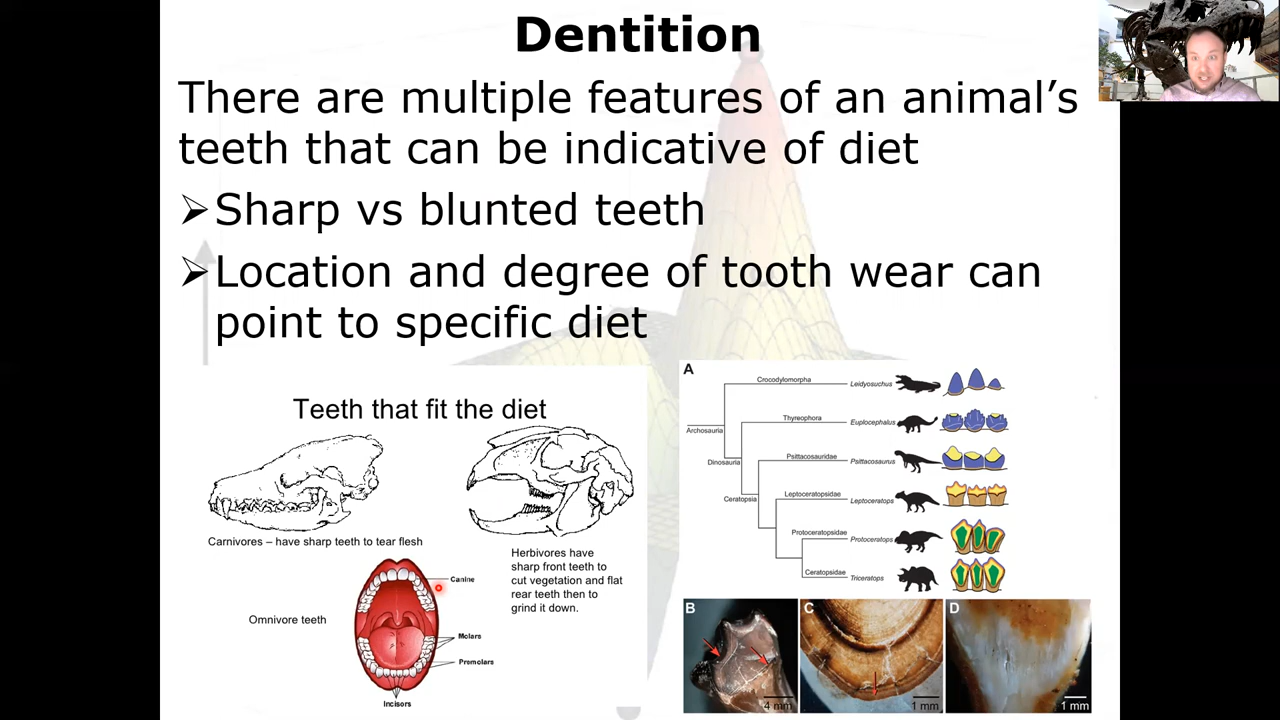 Dentition
There are multiple features of an animal’s
teeth that can be indicative of diet
➢Sharp vs blunted teeth
➢Location and degree of tooth wear can
point to specific diet
Teeth that fit the diet
Carnivores – have sharp teeth to tear flesh
Herbivores have
sharp front teeth to
cut vegetation and flat
rear teeth then to
grind it down.
Omnivore teeth
Canine
Molars
Premolars
Incisors
A
Crocodylomorpha
Leidyosuchus
Thyreophora
Euplocephalus
Archosauria
Psittacosauridae
Psittacosaurus
Dinosauria
Leptoceratopsidae
Leptoceratops
Ceratopsia
Protoceratopsidae
Protoceratops
Ceratopsidae
Triceratops
B
4 mm
C
1 mm
D
1 mm